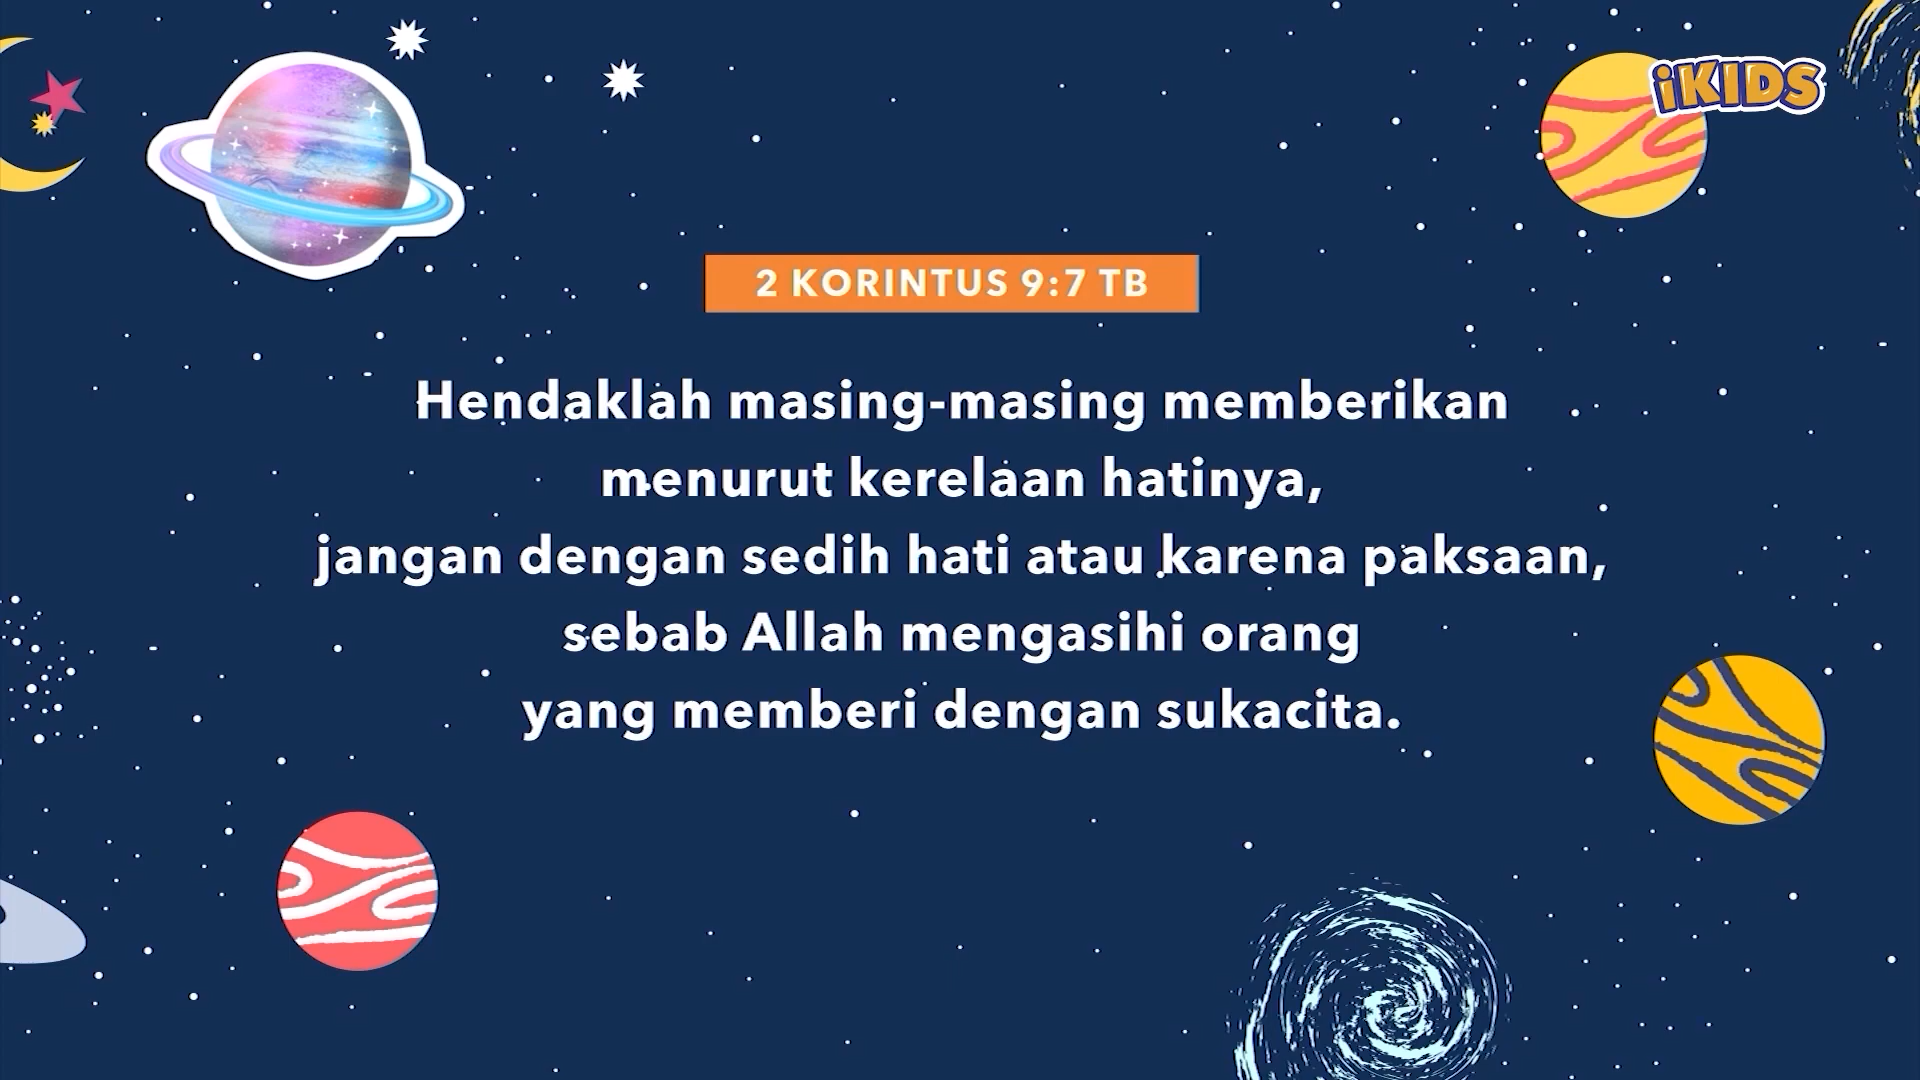 iKIDS
2 KORINTUS 9:7 TB
Hendaklah masing-masing memberikan
menurut kerelaan hatinya,
jangan dengan sedih hati atau karena paksaan,
sebab Allah mengasihi orang
yang memberi dengan sukacita.